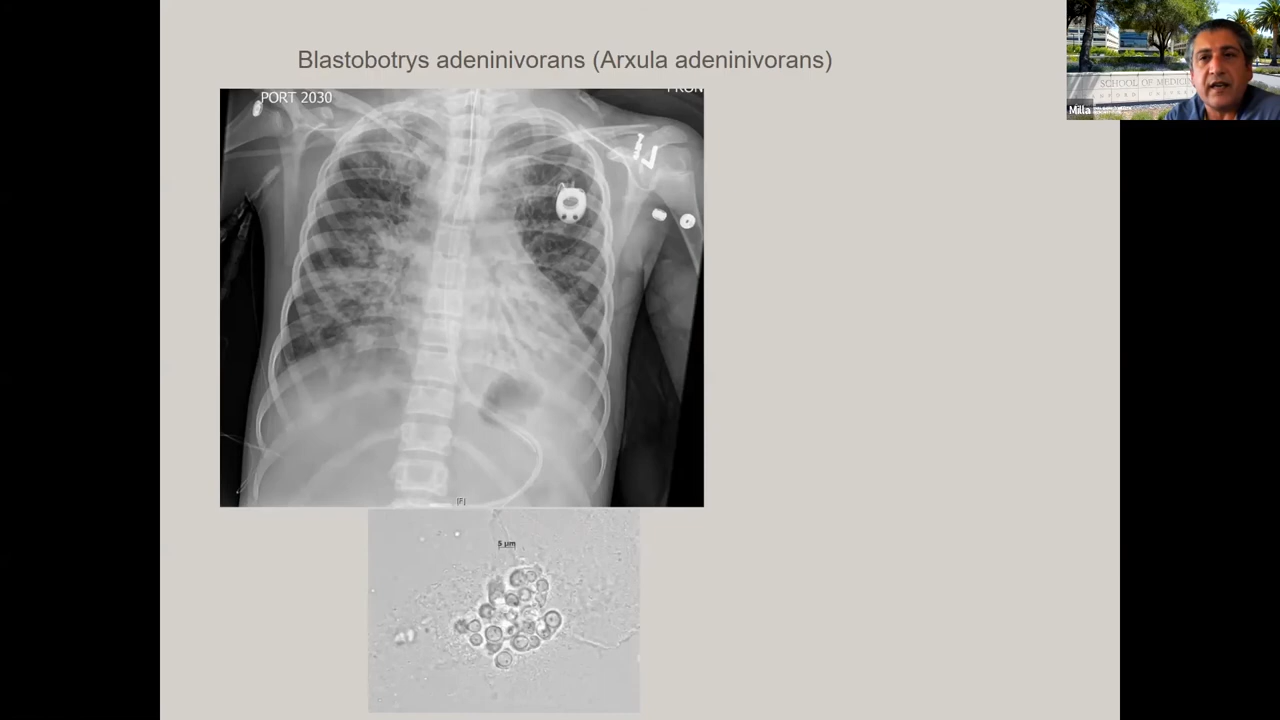 Blastobotrys adeninivorans (Arxula adeninivorans)
PORT 2030
L
SCHOOL OF MEDICINE
Milla
5 µm
[F]